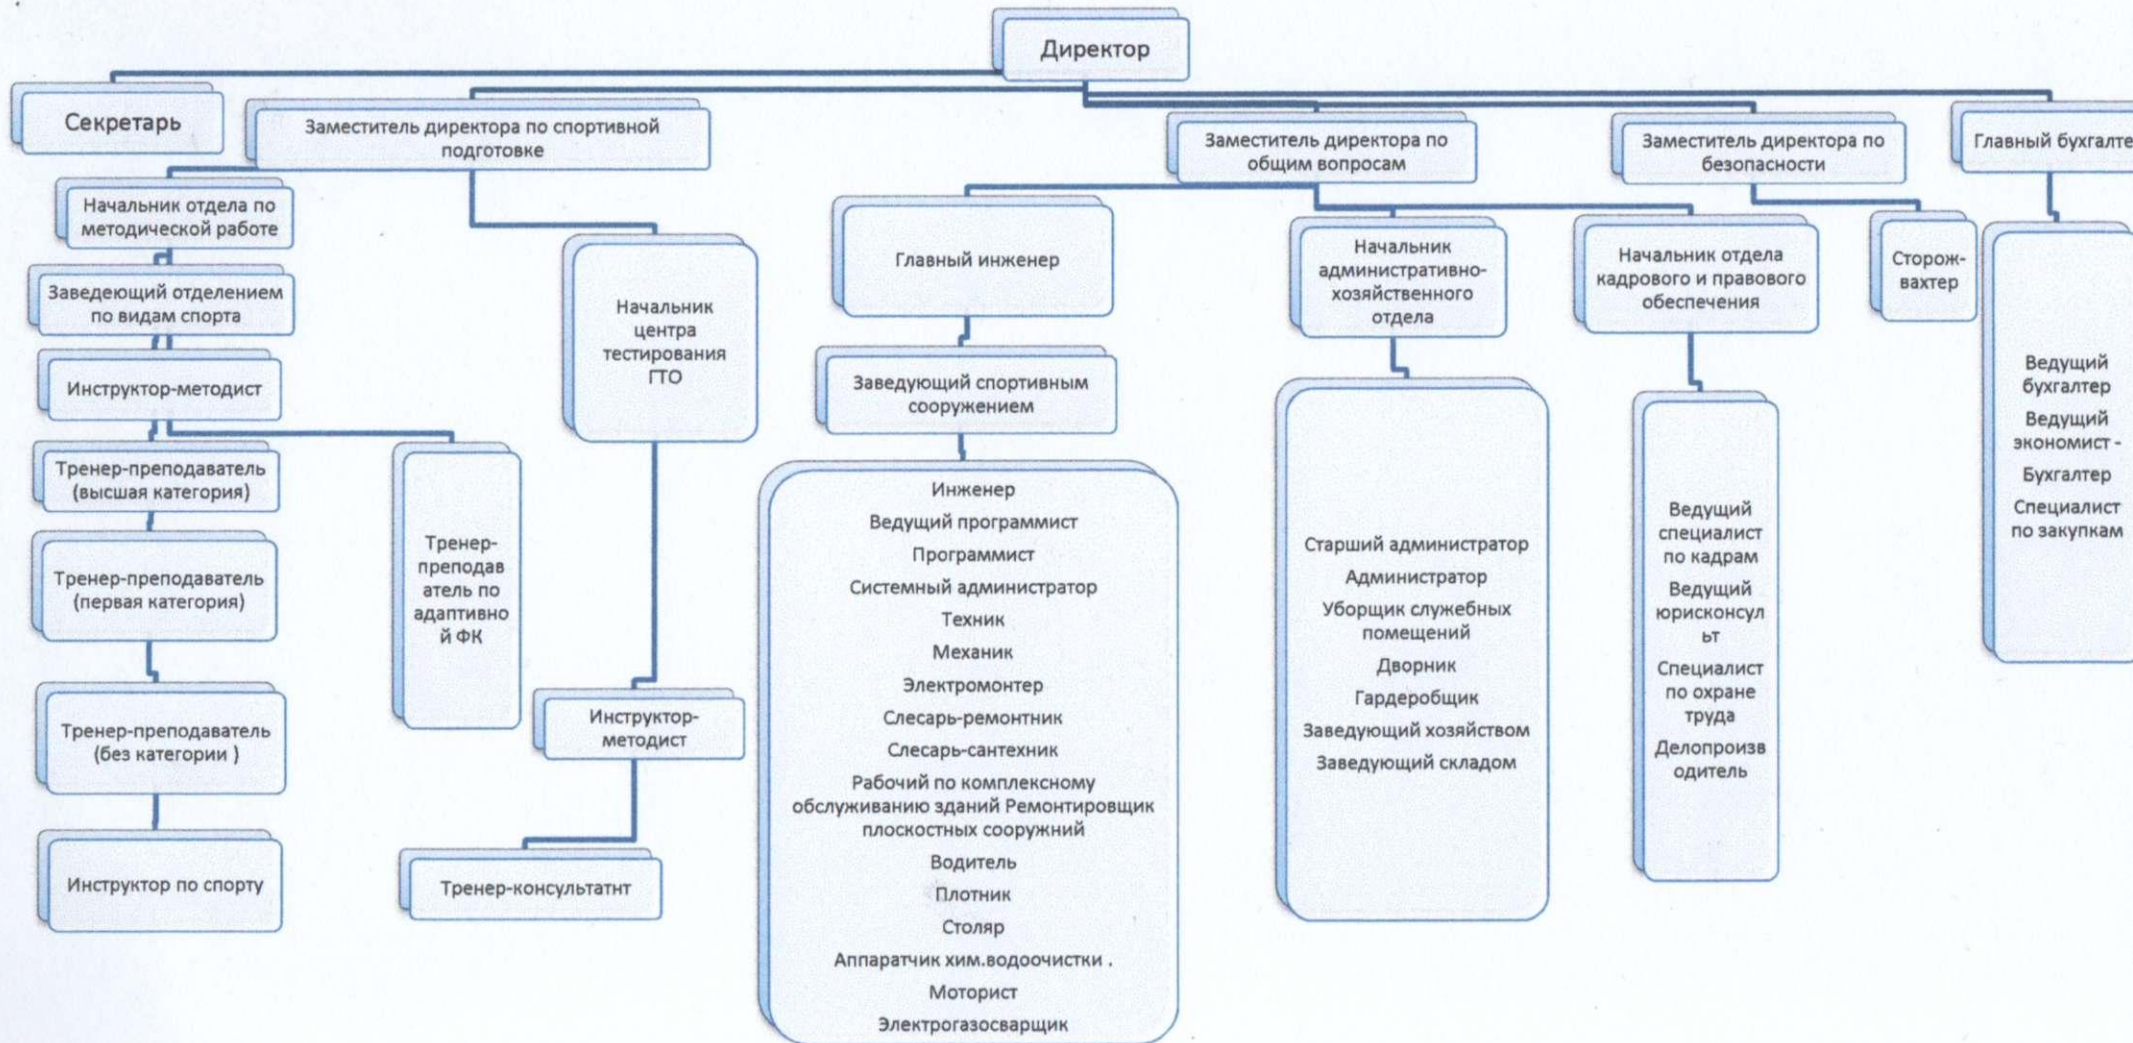 Директор
Секретарь
Заместитель директора по спортивной
подготовке
Заместитель директора по
общим вопросам
Заместитель директора по
безопасности
Главный бухгалте
Начальник отдела по
методической работе
Заведеющий отделением
по видам спорта
Инструктор-методист
Тренер-преподаватель
(высшая категория)
Тренер-преподаватель
(первая категория)
Тренер-преподаватель
(без категории )
Инструктор по спорту
Тренер-
преподав
атель по
адаптивно
й ФК
Начальник
центра
тестирования
ГТО
Инструктор-
методист
Тренер-консультатнт
Главный инженер
Заведующий спортивным
сооружением
Инженер
Ведущий программист
Программист
Системный администратор
Техник
Механик
Электромонтер
Слесарь-ремонтник
Слесарь-сантехник
Рабочий по комплексному
обслуживанию зданий Ремонтировщик
плоскостных сооружний
Водитель
Плотник
Столяр
Аппаратчик хим.водоочистки .
Моторист
Электрогазосварщик
Начальник
административно-
хозяйственного
отдела
Старший администратор
Администратор
Уборщик служебных
помещений
Дворник
Гардеробщик
Заведующий хозяйством
Заведующий складом
Начальник отдела
кадрового и правового
обеспечения
Ведущий
специалист
по кадрам
Ведущий
юрисконсул
ьт
Специалист
по охране
труда
Делопроизв
одитель
Сторож-
вахтер
Ведущий
бухгалтер
Ведущий
экономист -
Бухгалтер
Специалист
по закупкам